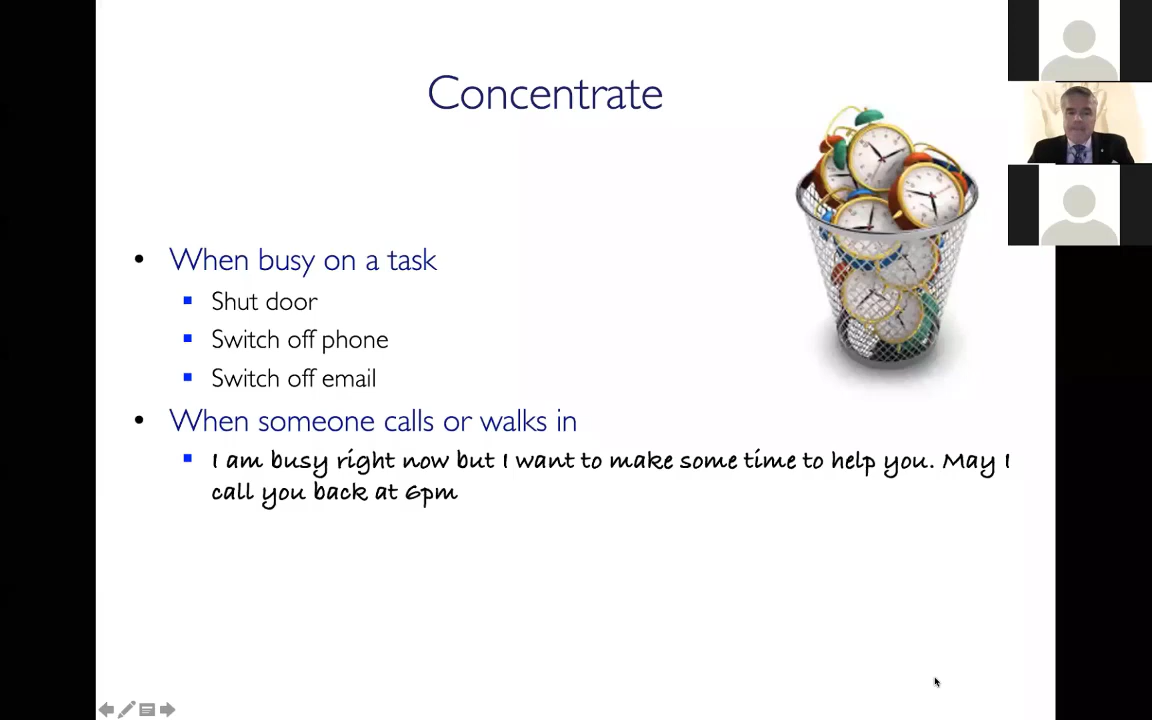 Concentrate
• When busy on a task
▪ Shut door
▪ Switch off phone
▪ Switch off email
• When someone calls or walks in
▪ I am busy right now but I want to make some time to help you. May I
call you back at 6pm